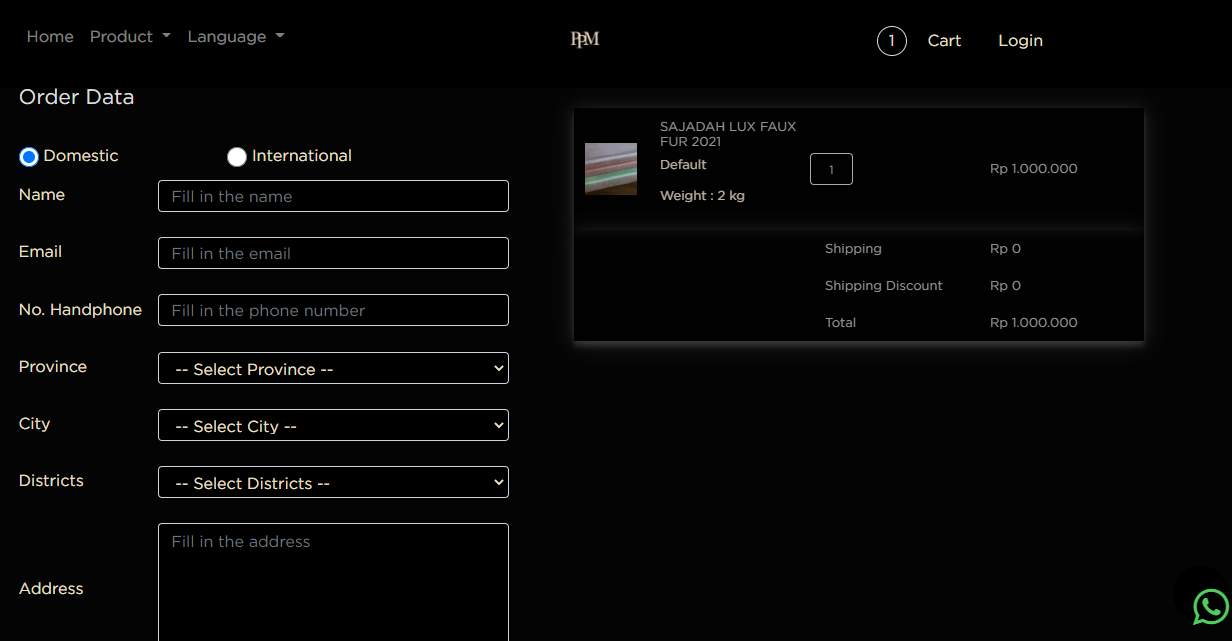 Home Product Language
PPM
1 Cart Login
Order Data
Domestic International
Name Fill in the name
Email Fill in the email
No. Handphone Fill in the phone number
Province -- Select Province --
City -- Select City --
Districts -- Select Districts --
Address Fill in the address
SAJADAH LUX FAUX
FUR 2021
Default
Weight : 2 kg
1
Rp 1.000.000
Shipping Rp 0
Shipping Discount Rp 0
Total Rp 1.000.000